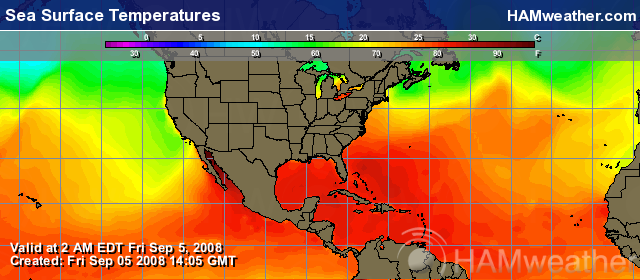 Sea Surface Temperatures HAMweather.com
0 5 10 15 20 25 30 C
30 40 50 60 70 80 90 F
Valid at 2 AM EDT Fri Sep 5, 2008
Created: Fri Sep 05 2008 14:05 GMT
HAMweather